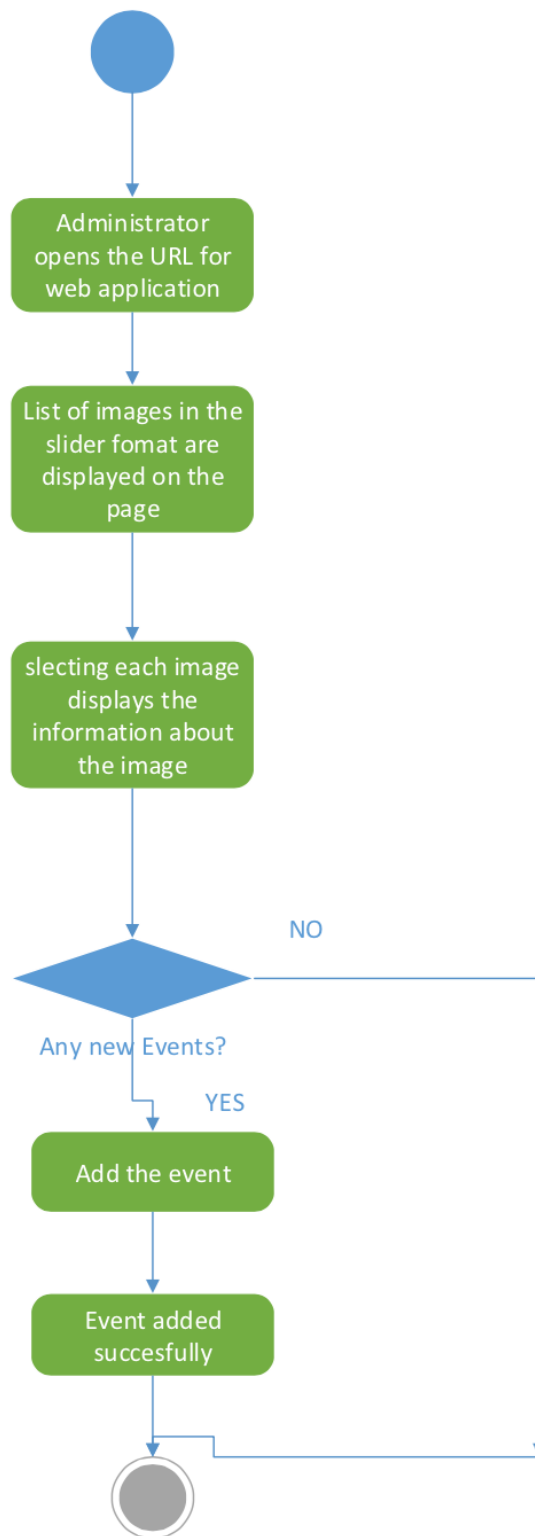 Administrator
opens the URL for
web application
List of images in the
slider fomat are
displayed on the
page
slecting each image
displays the
information about
the image
NO
Any new Events?
YES
Add the event
Event added
succesfully